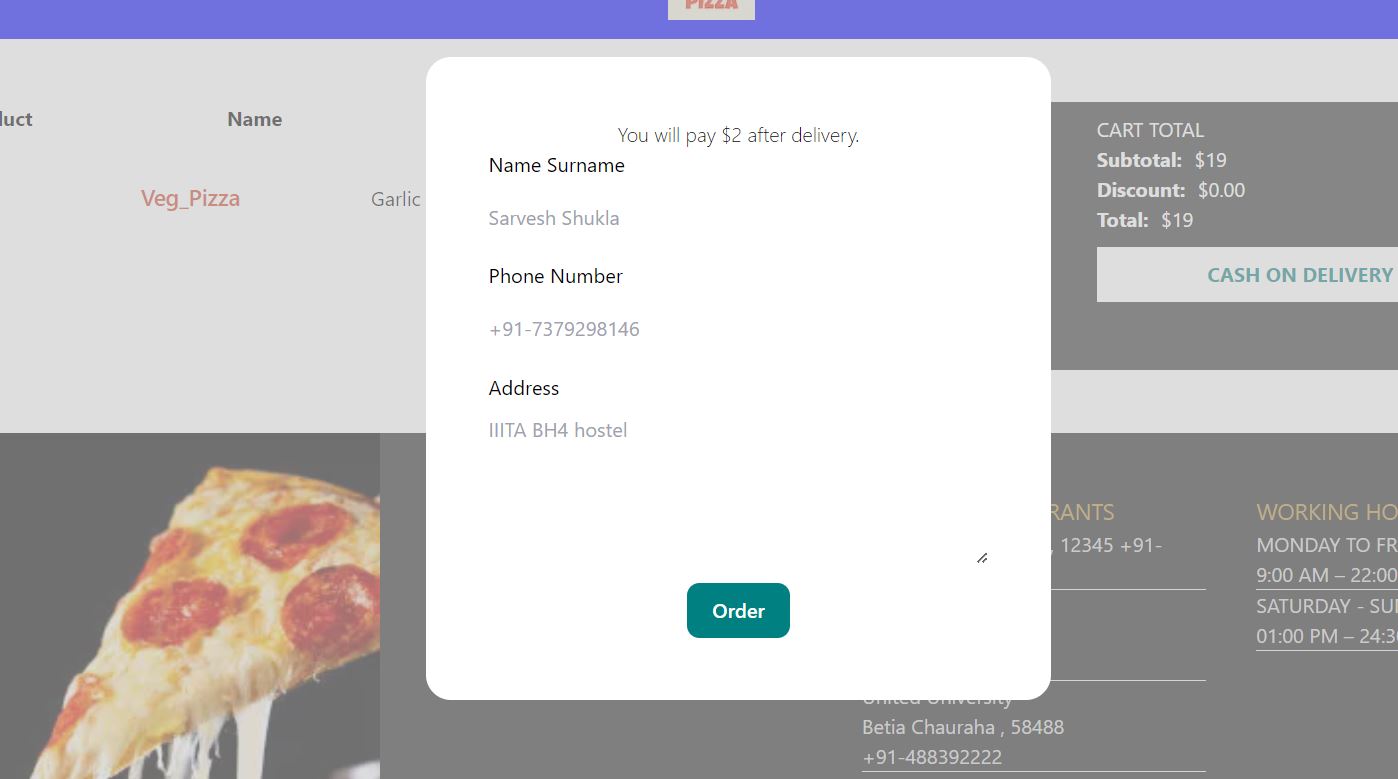 PIZZA
duct Name
Veg_Pizza Garlic
You will pay $2 after delivery.
Name Surname
Sarvesh Shukla
Phone Number
+91-7379298146
Address
IIITA BH4 hostel
Order
CART TOTAL
Subtotal: $19
Discount: $0.00
Total: $19
CASH ON DELIVERY
RANTS
, 12345 +91-
United University
Betia Chauraha , 58488
+91-488392222
WORKING HO
MONDAY TO FR
9:00 AM – 22:00
SATURDAY - SU
01:00 PM – 24:3